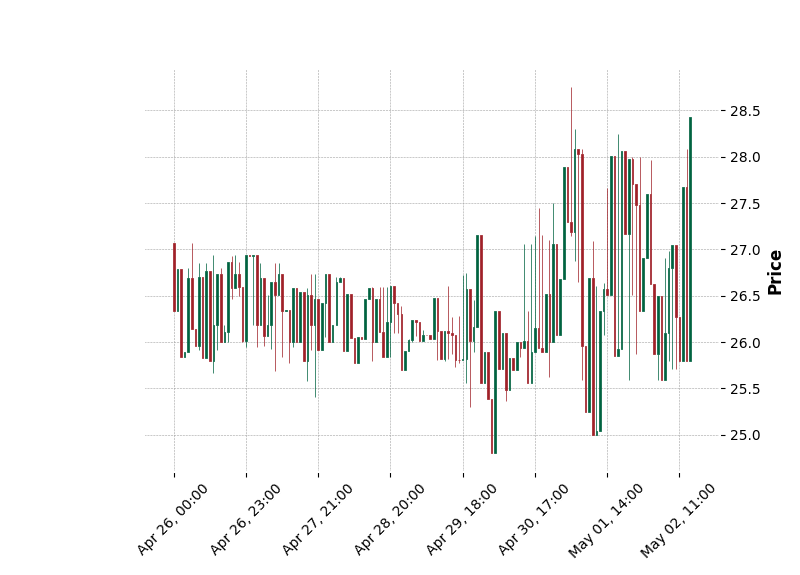 28.5
28.0
27.5
27.0
26.5
26.0
25.5
25.0
Price
Apr 26, 00:00
Apr 26, 23:00
Apr 27, 21:00
Apr 28, 20:00
Apr 29, 18:00
Apr 30, 17:00
May 01, 14:00
May 02, 11:00